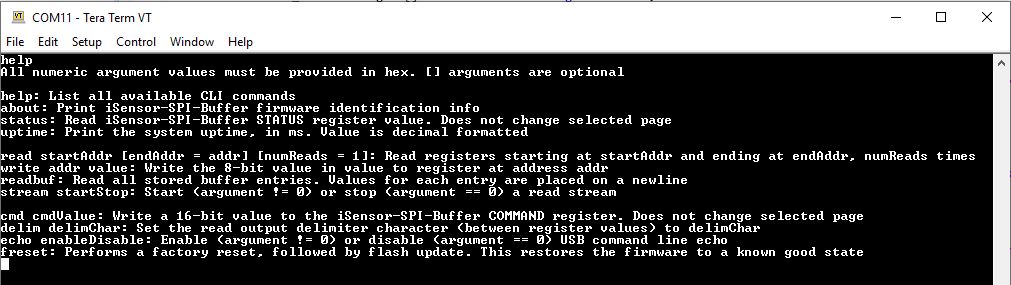 COM11 - Tera Term VT
File Edit Setup Control Window Help
help
All numeric argument values must be provided in hex. [] arguments are optional
help: List all available CLI commands
about: Print iSensor-SPI-Buffer firmware identification info
status: Read iSensor-SPI-Buffer STATUS register value. Does not change selected page
uptime: Print the system uptime, in ms. Value is decimal formatted
read startAddr [endAddr = addr] [numReads = 1]: Read registers starting at startAddr and ending at endAddr, numReads times
write addr value: Write the 8-bit value in value to register at address addr
readbuf: Read all stored buffer entries. Values for each entry are placed on a newline
stream startStop: Start (argument != 0) or stop (argument == 0) a read stream
cmd cmdValue: Write a 16-bit value to the iSensor-SPI-Buffer COMMAND register. Does not change selected page
delim delimChar: Set the read output delimiter character (between register values) to delimChar
echo enableDisable: Enable (argument != 0) or disable (argument == 0) USB command line echo
freset: Performs a factory reset, followed by flash update. This restores the firmware to a known good state